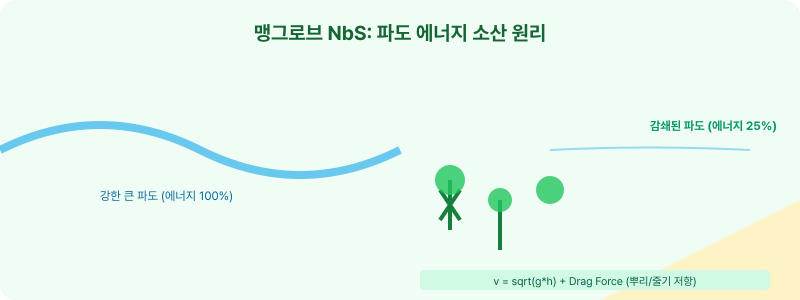 맹그로브 NbS: 파도 에너지 소산 원리
감쇄된 파도 (에너지 25%)
강한 큰 파도 (에너지 100%)
v = sqrt(g*h) + Drag Force (뿌리/줄기 저항)